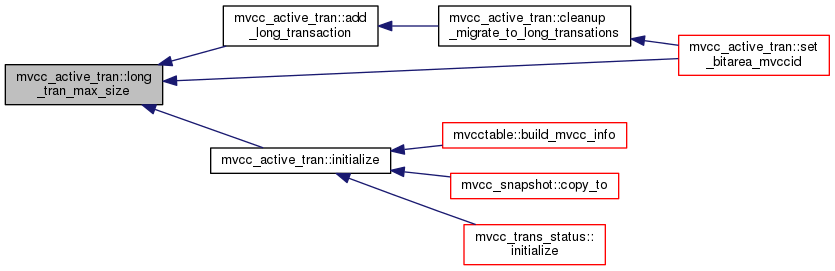 mvcc_active_tran::long
_tran_max_size
mvcc_active_tran::add
_long_transaction
mvcc_active_tran::cleanup
_migrate_to_long_transations
mvcc_active_tran::set
_bitarea_mvccid
mvcc_active_tran::initialize
mvcctable::build_mvcc_info
mvcc_snapshot::copy_to
mvcc_trans_status::
initialize